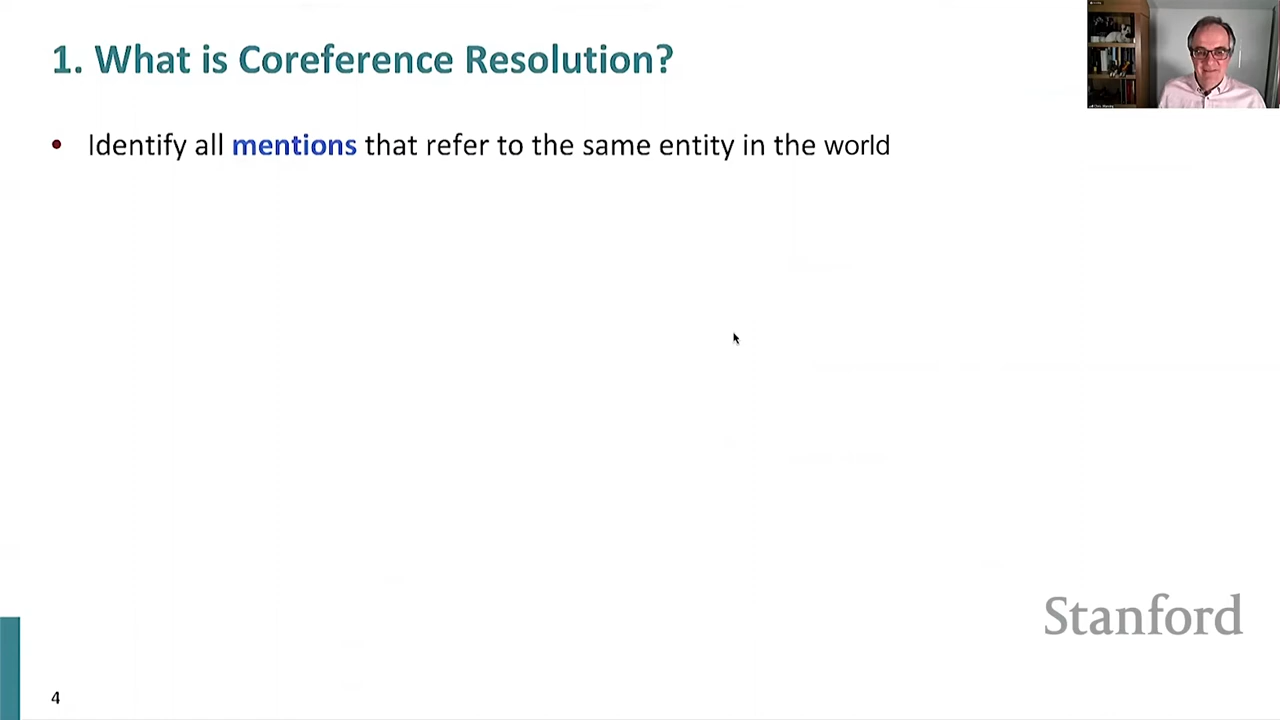 1. What is Coreference Resolution?
• Identify all mentions that refer to the same entity in the world
Stanford
4